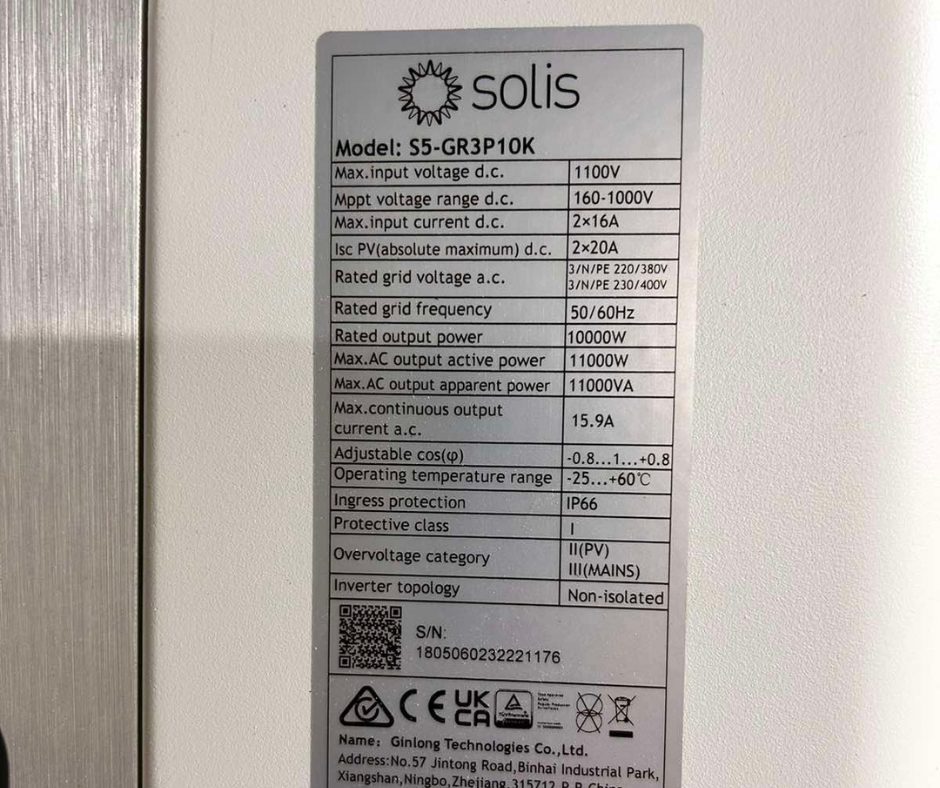 solis
Model: S5-GR3P10K
Max.input voltage d.c. 1100V
Mppt voltage range d.c. 160-1000V
Max.input current d.c. 2×16A
Isc PV(absolute maximum) d.c. 2×20A
Rated grid voltage a.c. 3/N/PE 220/380V
3/N/PE 230/400V
Rated grid frequency 50/60Hz
Rated output power 10000W
Max.AC output active power 11000W
Max.AC output apparent power 11000VA
Max.continuous output
current a.c. 15.9A
Adjustable cos(φ) -0.8...1...+0.8
Operating temperature range -25...+60℃
Ingress protection IP66
Protective class I
Overvoltage category II(PV)
III(MAINS)
Inverter topology Non-isolated
S/N:
1805060232221176
CE UK
CA
Name: Ginlong Technologies Co.,Ltd.
Address:No.57 Jintong Road,Binhai Industrial Park,
Xiangshan,Ningbo,Zhejiang,315712,P.R.China